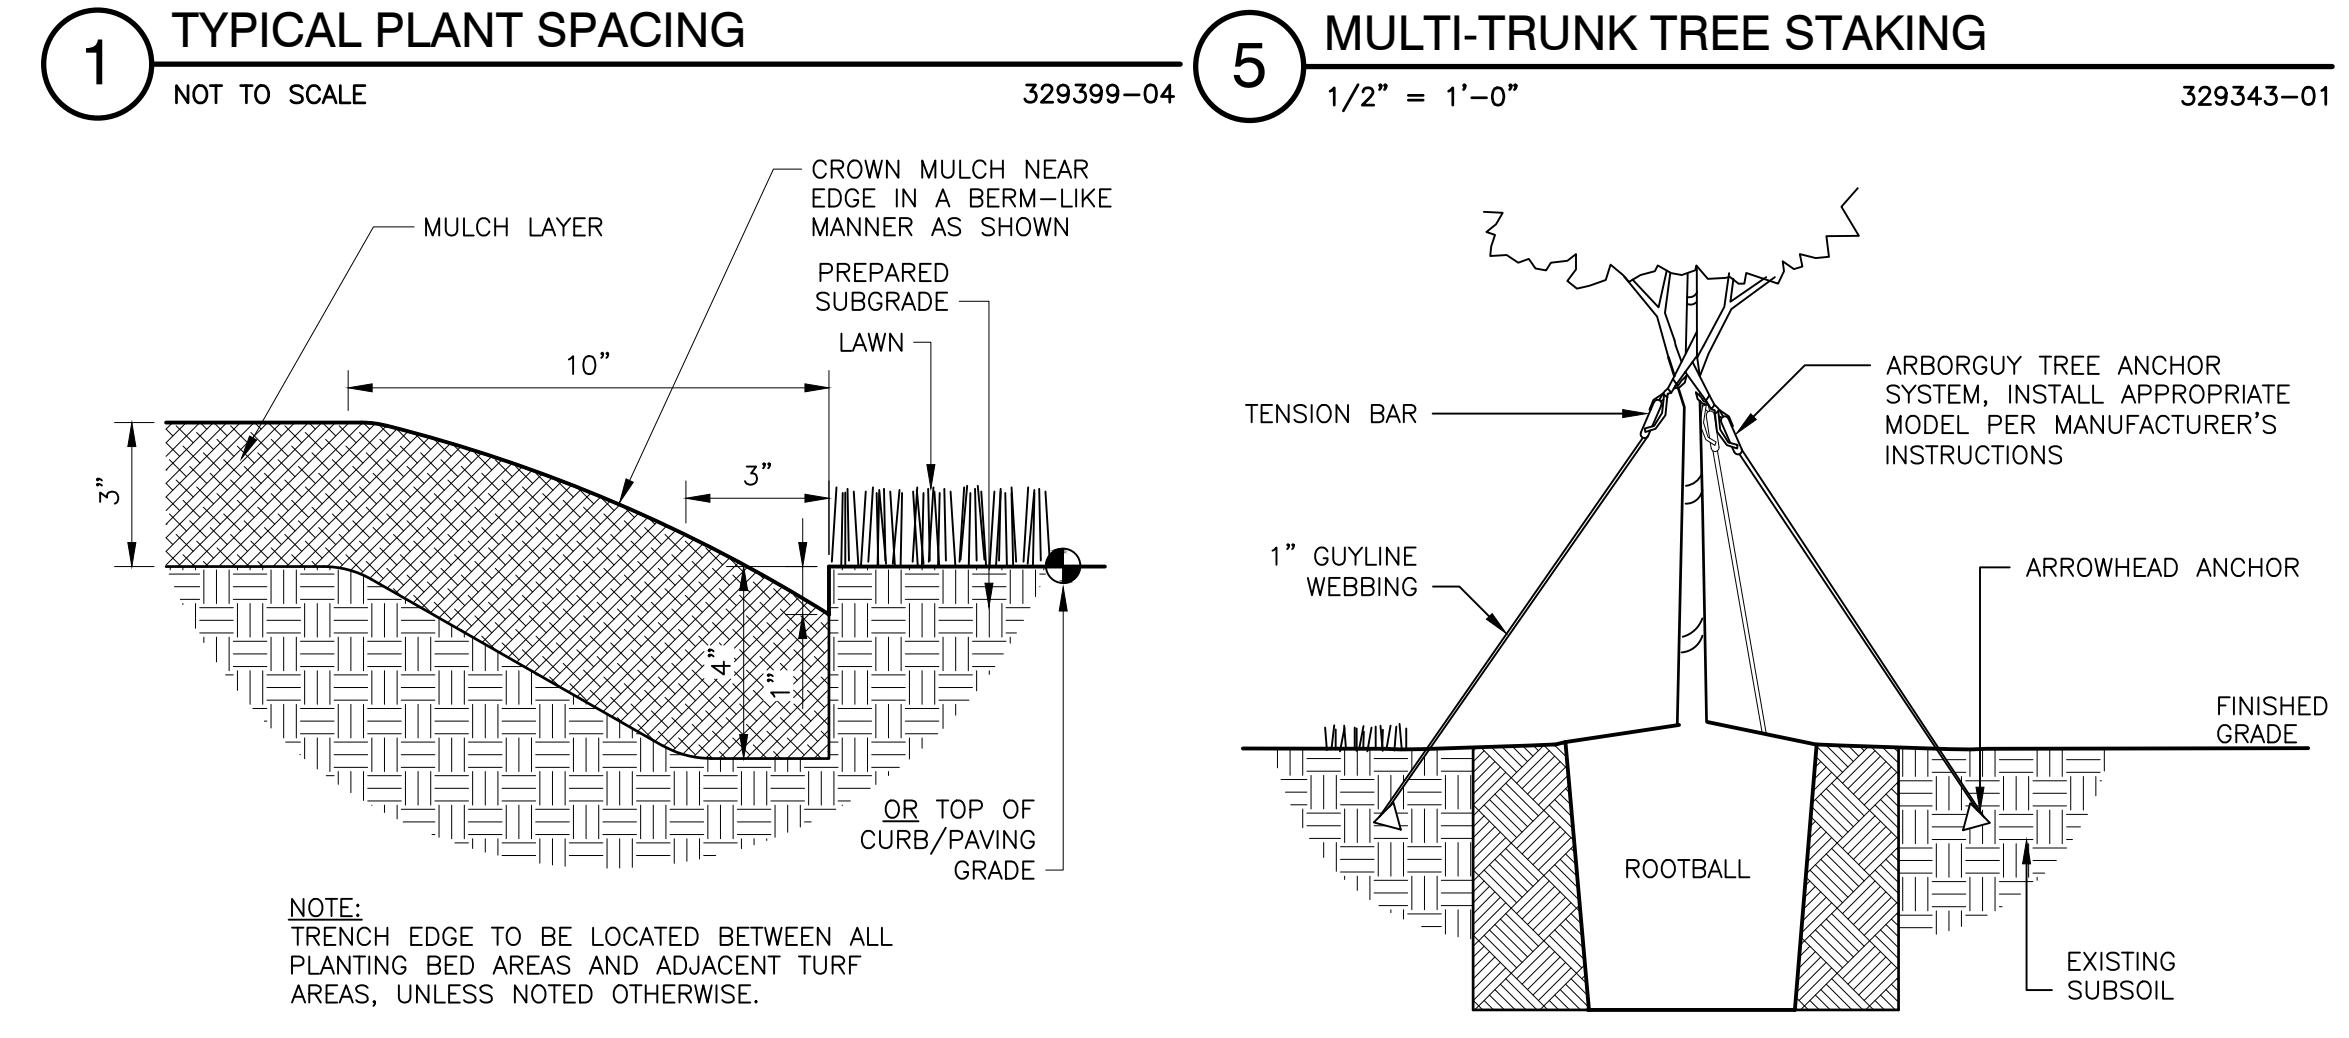 1
TYPICAL PLANT SPACING
NOT TO SCALE
329399-04
CROWN MULCH NEAR
EDGE IN A BERM-LIKE
MANNER AS SHOWN
MULCH LAYER
PREPARED
SUBGRADE
LAWN
10"
3"
3"
4"
1"
OR TOP OF
CURB/PAVING
GRADE
NOTE:
TRENCH EDGE TO BE LOCATED BETWEEN ALL
PLANTING BED AREAS AND ADJACENT TURF
AREAS, UNLESS NOTED OTHERWISE.
5
MULTI-TRUNK TREE STAKING
1/2" = 1'-0"
329343-01
ARBORGUY TREE ANCHOR
SYSTEM, INSTALL APPROPRIATE
MODEL PER MANUFACTURER'S
INSTRUCTIONS
TENSION BAR
1" GUYLINE
WEBBING
ARROWHEAD ANCHOR
FINISHED
GRADE
ROOTBALL
EXISTING
SUBSOIL